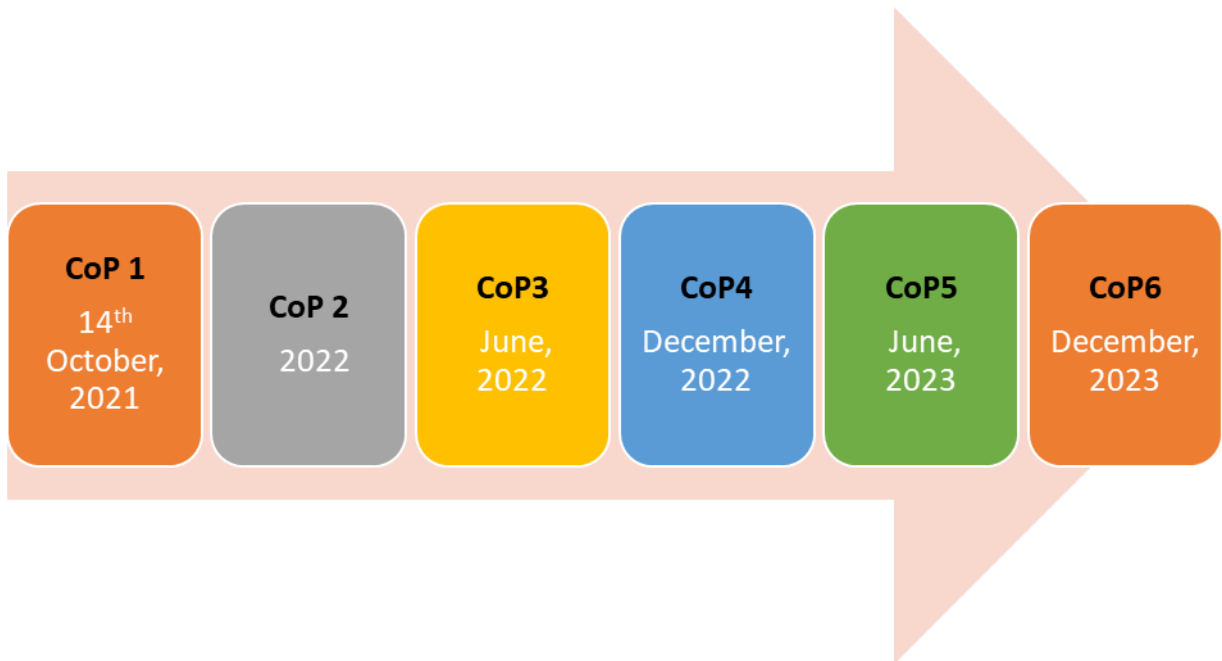 CoP 1
14th
October,
2021
CoP 2
2022
CoP3
June,
2022
CoP4
December,
2022
CoP5
June,
2023
CoP6
December,
2023